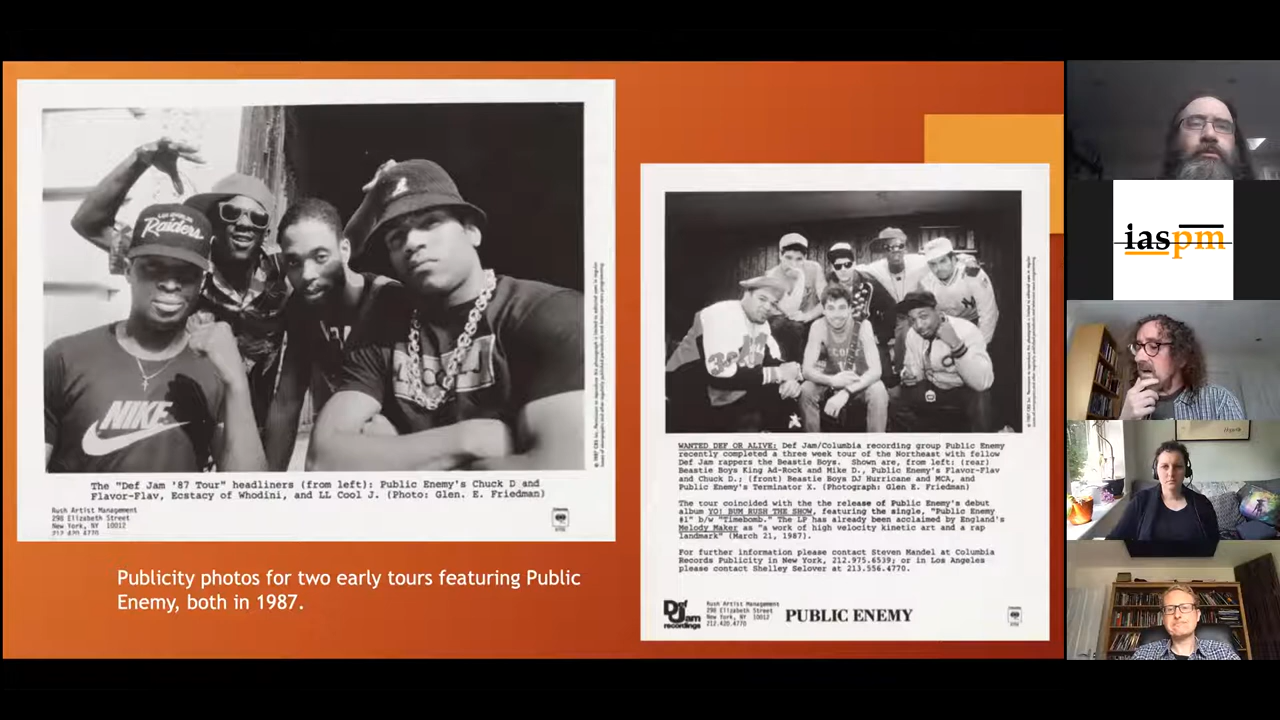 LOS ANGELES
Raiders
NIKE
The "Def Jam '87 Tour" headliners (from left): Public Enemy's Chuck D and
Flavor-Flav, Ecstacy of Whodini, and LL Cool J. (Photo: Glen. E. Friedman)
Rush Artist Management
298 Elizabeth Street
New York, NY 10012
212.420.4770
Publicity photos for two early tours featuring Public
Enemy, both in 1987.
WANTED DEF OR ALIVE: Def Jam/Columbia recording group Public Enemy
recently completed a three week tour of the Northeast with fellow
Def Jam rappers the Beastie Boys. Shown are, from left: (rear)
Beastie Boys King Ad-Rock and Mike D., Public Enemy's Flavor-Flav
and Chuck D.; (front) Beastie Boys DJ Hurricane and MCA, and
Public Enemy's Terminator X. (Photograph: Glen E. Friedman)
The tour coincided with the the release of Public Enemy's debut
album YO! BUM RUSH THE SHOW, featuring the single, "Public Enemy
#1" b/w "Timebomb." The LP has already been acclaimed by England's
Melody Maker as "a work of high velocity kinetic art and a rap
landmark" (March 21, 1987).
For further information please contact Steven Mandel at Columbia
Records Publicity in New York, 212.975.6539; or in Los Angeles
please contact Shelley Selover at 213.556.4770.
Def
Jam
recordings
Rush Artist Management
298 Elizabeth Street
New York, NY 10012
212.420.4770
PUBLIC ENEMY
iaspm